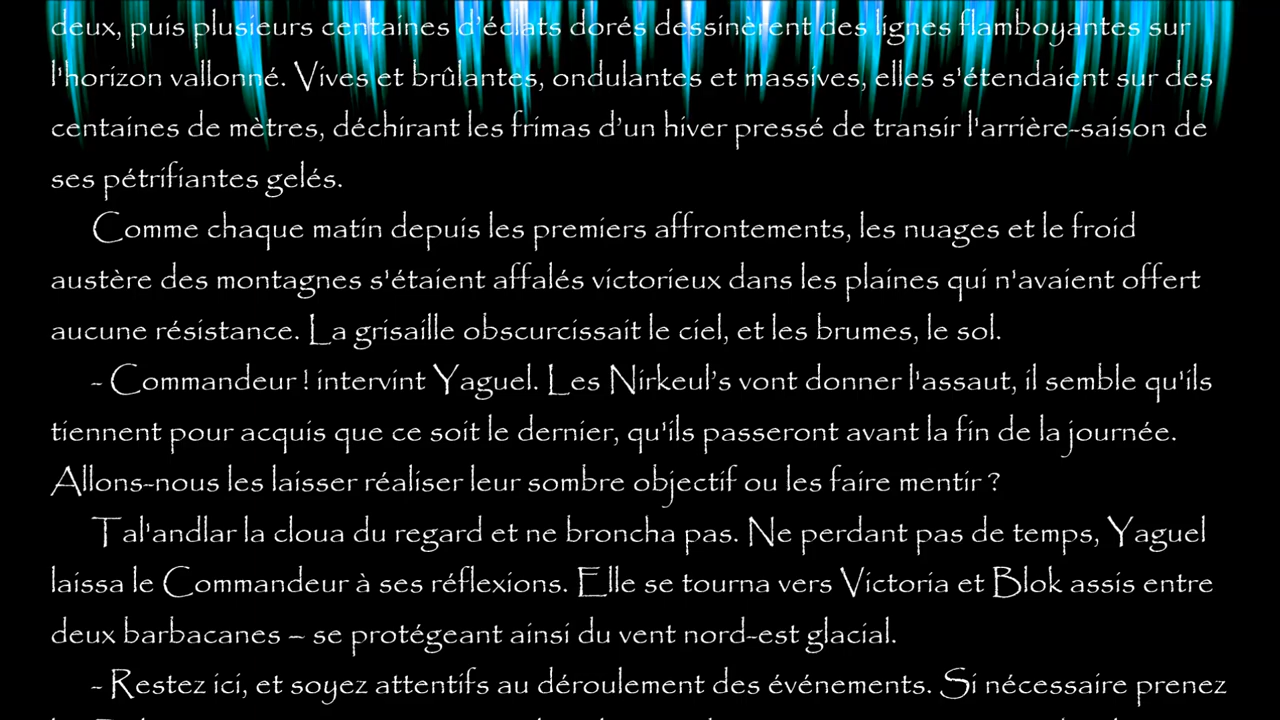 deux, puis plusieurs centaines d’éclats dorés dessinèrent des lignes flamboyantes sur
l'horizon vallonné. Vives et brûlantes, ondulantes et massives, elles s'étendaient sur des
centaines de mètres, déchirant les frimas d’un hiver pressé de transir l'arrière-saison de
ses pétrifiantes gelés.
Comme chaque matin depuis les premiers affrontements, les nuages et le froid
austère des montagnes s'étaient affalés victorieux dans les plaines qui n'avaient offert
aucune résistance. La grisaille obscurcissait le ciel, et les brumes, le sol.
- Commandeur ! intervint Yaguel. Les Nirkeul’s vont donner l'assaut, il semble qu'ils
tiennent pour acquis que ce soit le dernier, qu'ils passeront avant la fin de la journée.
Allons-nous les laisser réaliser leur sombre objectif ou les faire mentir ?
Tal'andlar la cloua du regard et ne broncha pas. Ne perdant pas de temps, Yaguel
laissa le Commandeur à ses réflexions. Elle se tourna vers Victoria et Blok assis entre
deux barbacanes – se protégeant ainsi du vent nord-est glacial.
- Restez ici, et soyez attentifs au déroulement des événements. Si nécessaire prenez